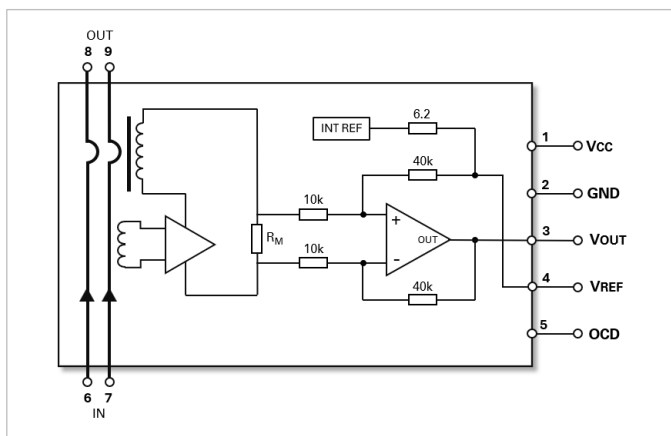 OUT
8 9
INT REF
6.2
40k
10k
+
OUT
-
RM
10k
40k
1
VCC
2
GND
3
VOUT
4
VREF
5
OCD
6 7
IN